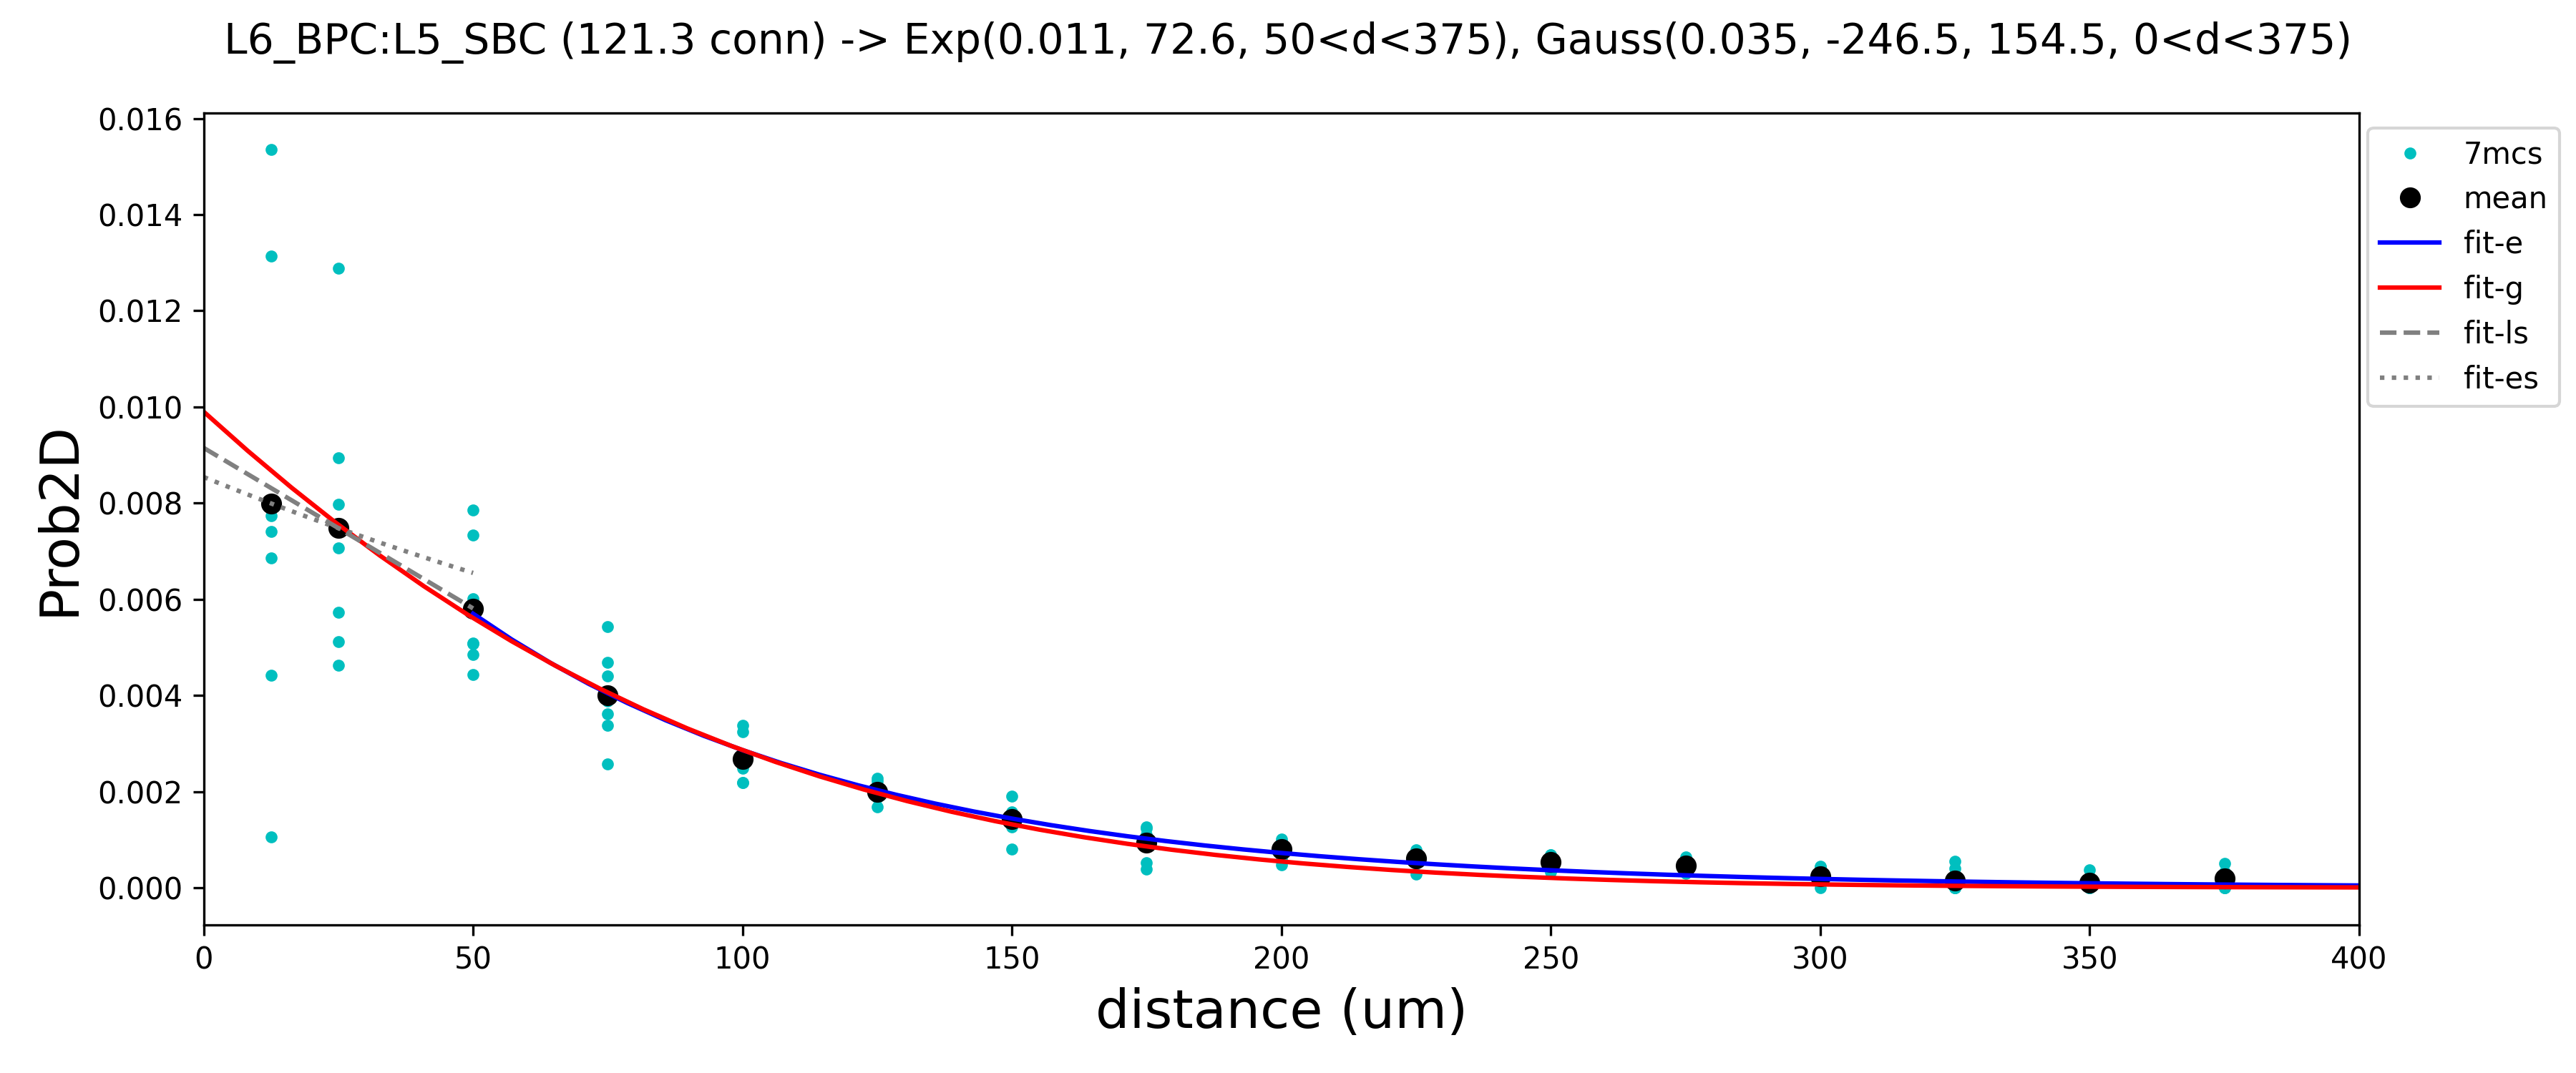 L6_BPC:L5_SBC (121.3 conn) -> Exp(0.011, 72.6, 50<d<375), Gauss(0.035, -246.5, 154.5, 0<d<375)
0.016
0.014
0.012
0.010
0.008
0.006
0.004
0.002
0.000
Prob2D
0 50 100 150 200 250 300 350 400
distance (um)
7mcs
mean
fit-e
fit-g
fit-ls
fit-es